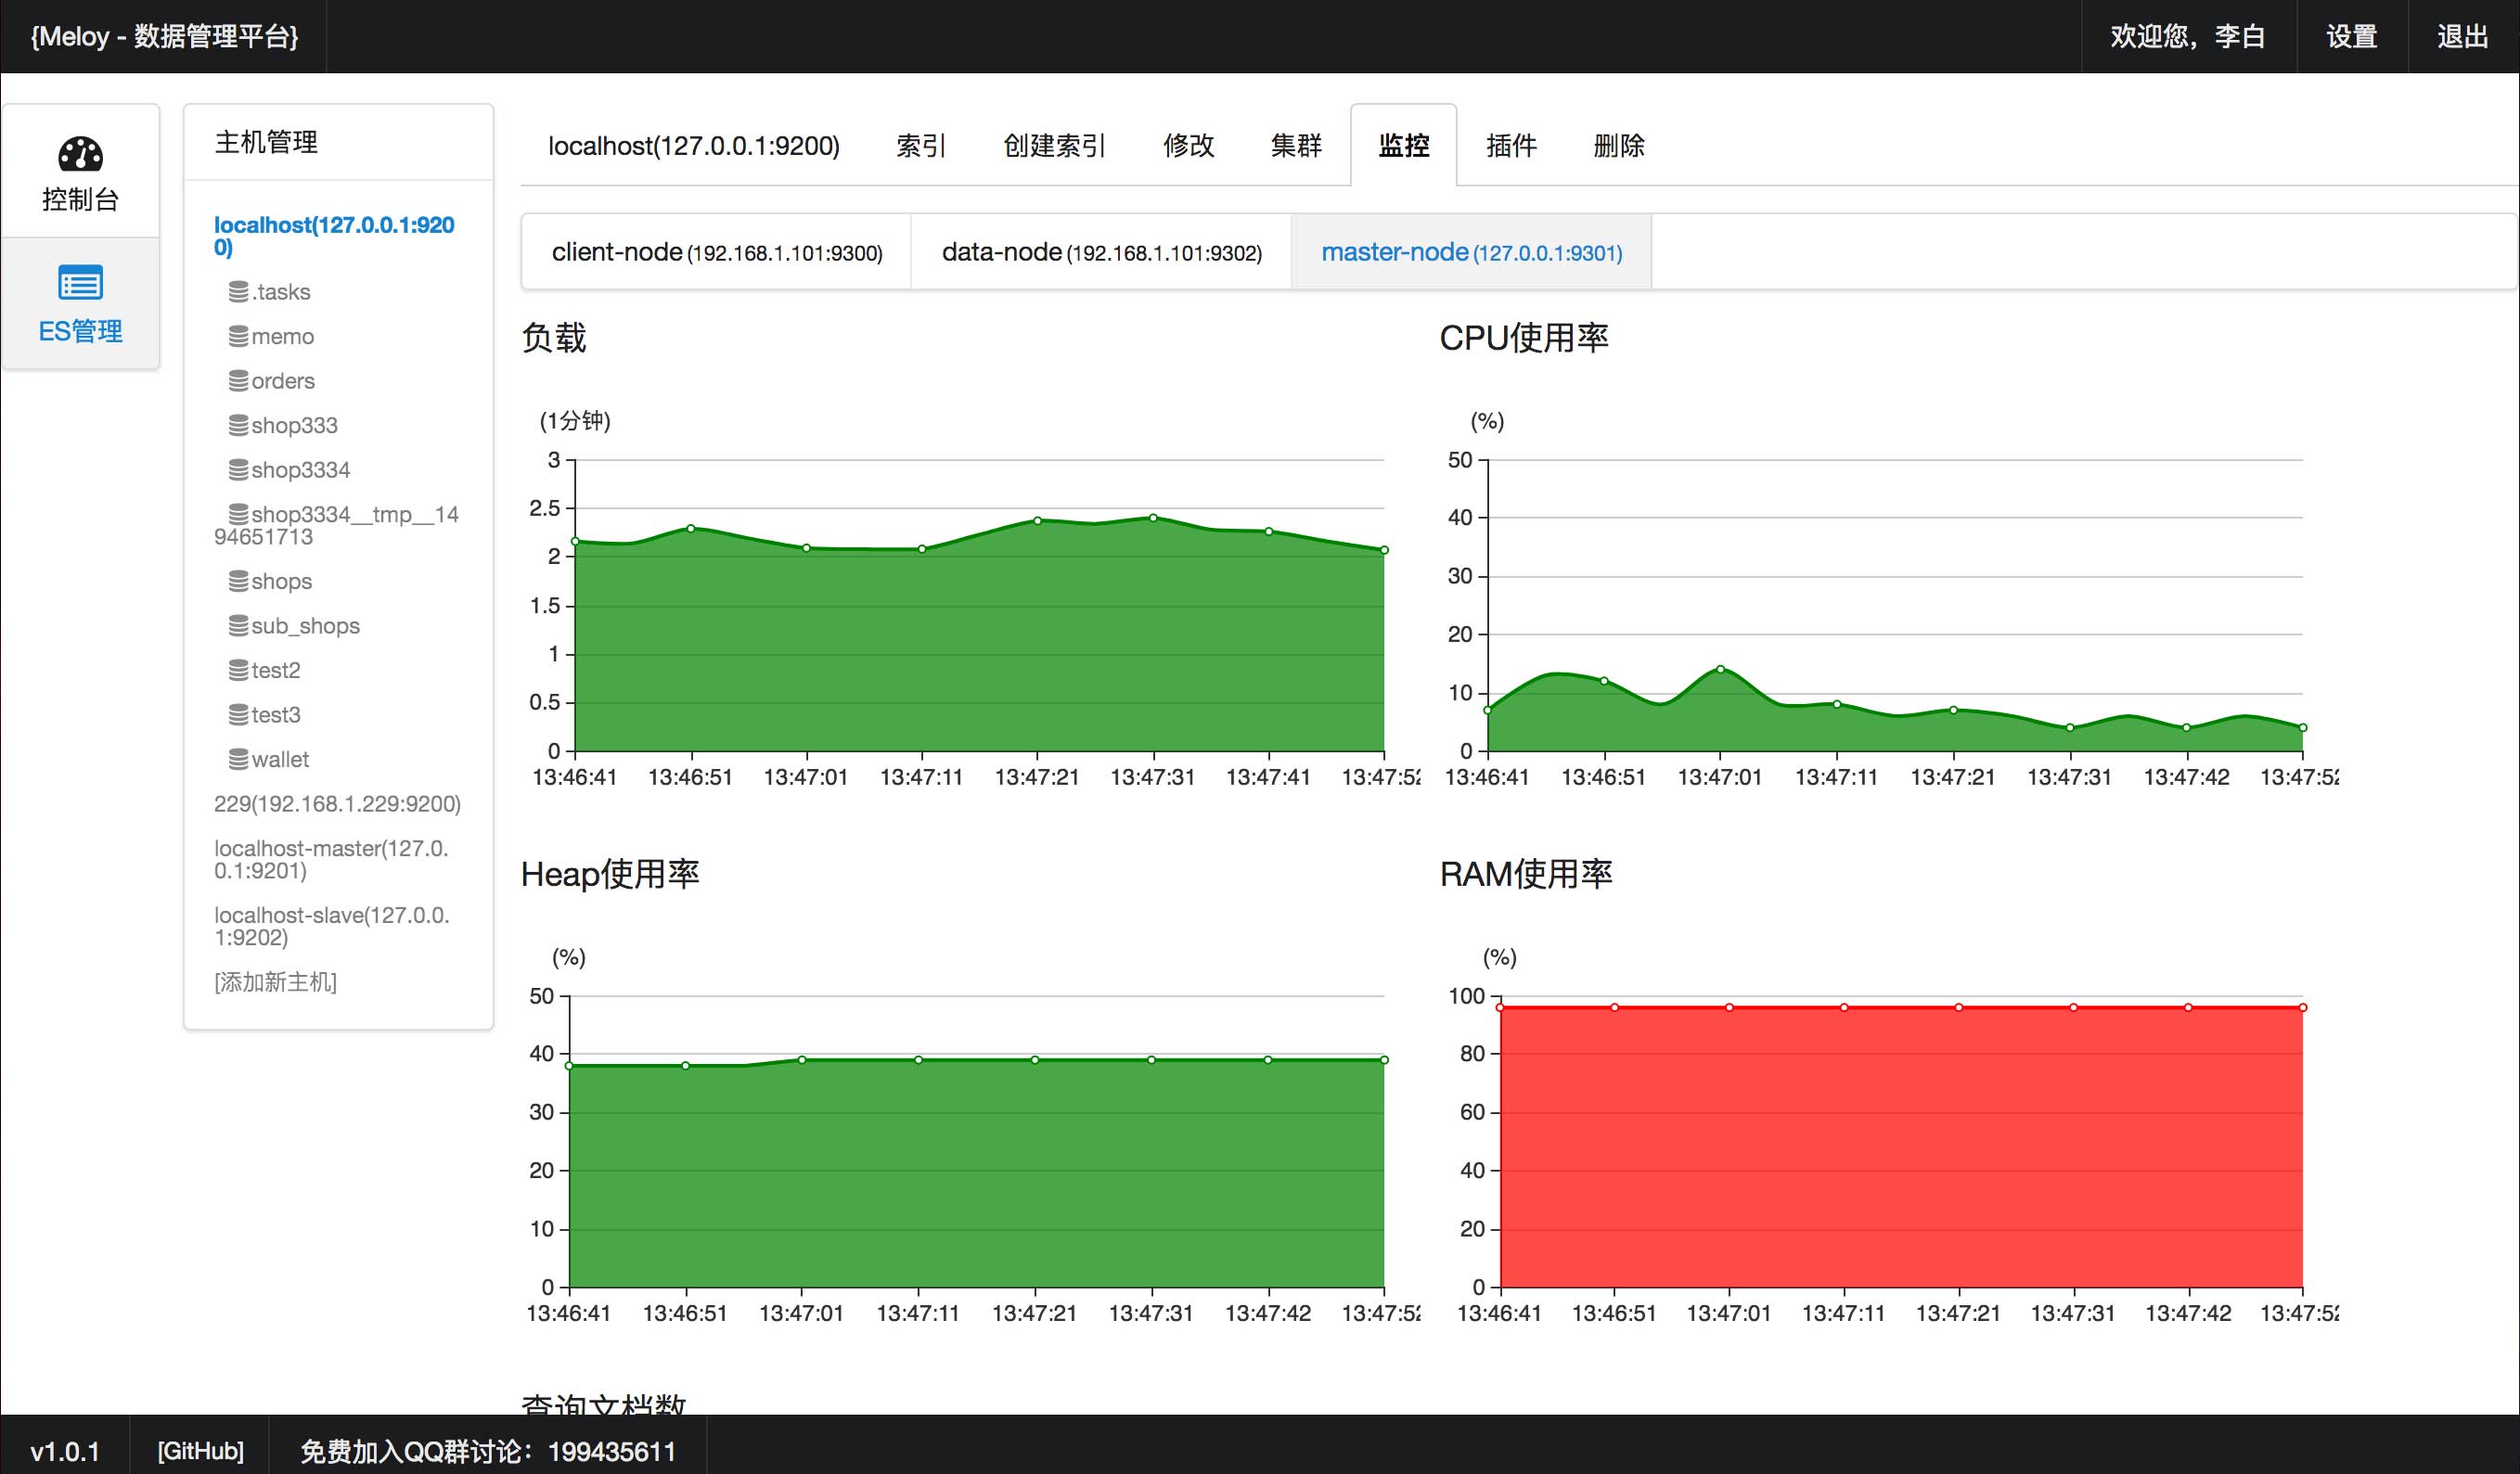 {Meloy - 数据管理平台}
欢迎您，李白
设置
退出
控制台
ES管理
主机管理
localhost(127.0.0.1:920
0)
.tasks
memo
orders
shop333
shop3334
shop3334__tmp__14
94651713
shops
sub_shops
test2
test3
wallet
229(192.168.1.229:9200)
localhost-master(127.0.
0.1:9201)
localhost-slave(127.0.0.
1:9202)
[添加新主机]
localhost(127.0.0.1:9200)
索引
创建索引
修改
集群
监控
插件
删除
client-node (192.168.1.101:9300)
data-node (192.168.1.101:9302)
master-node (127.0.0.1:9301)
负载
(1分钟)
3
2.5
2
1.5
1
0.5
0
13:46:41 13:46:51 13:47:01 13:47:11 13:47:21 13:47:31 13:47:41 13:47:52
CPU使用率
(%)
50
40
30
20
10
0
13:46:41 13:46:51 13:47:01 13:47:11 13:47:21 13:47:31 13:47:42 13:47:52
Heap使用率
(%)
50
40
30
20
10
0
13:46:41 13:46:51 13:47:01 13:47:11 13:47:21 13:47:31 13:47:42 13:47:52
RAM使用率
(%)
100
80
60
40
20
0
13:46:41 13:46:51 13:47:01 13:47:11 13:47:21 13:47:31 13:47:42 13:47:52
查询文档数
v1.0.1
[GitHub]
免费加入QQ群讨论：199435611